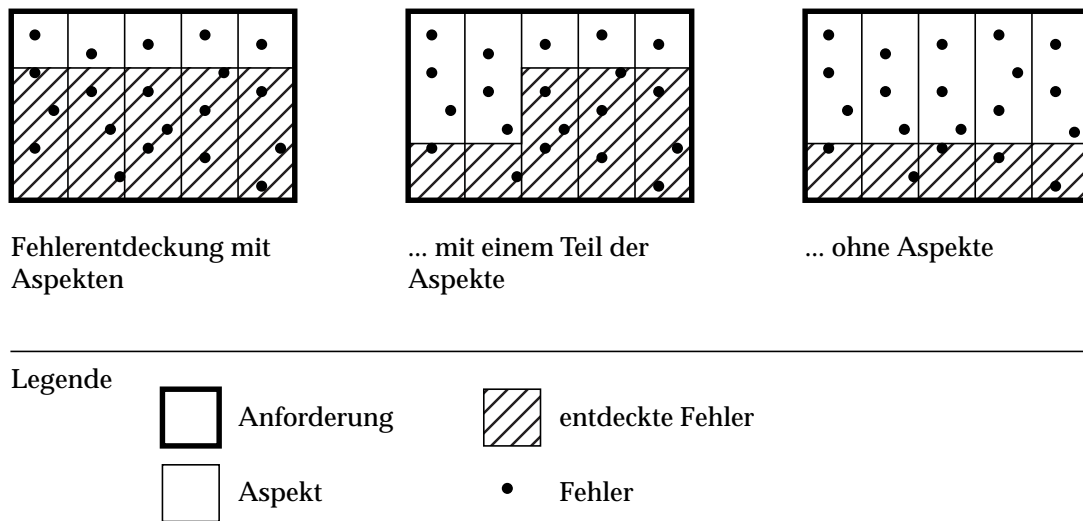 Fehlerentdeckung mit
Aspekten
... mit einem Teil der
Aspekte
... ohne Aspekte
Legende
Anforderung
entdeckte Fehler
Aspekt
Fehler